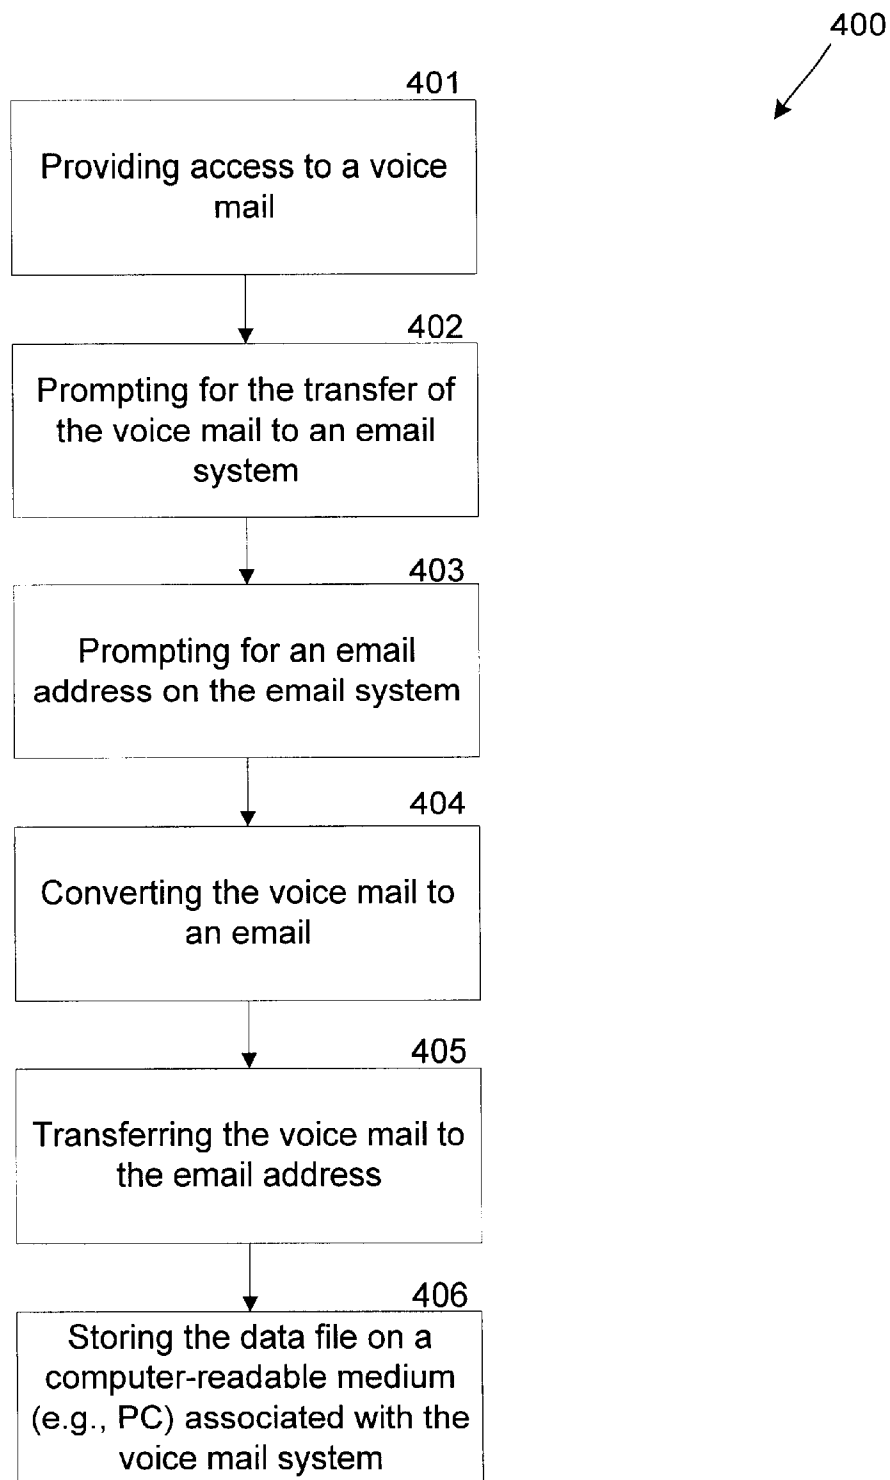 400
401
Providing access to a voice
mail
402
Prompting for the transfer of
the voice mail to an email
system
403
Prompting for an email
address on the email system
404
Converting the voice mail to
an email
405
Transferring the voice mail to
the email address
406
Storing the data file on a
computer-readable medium
(e.g., PC) associated with the
voice mail system